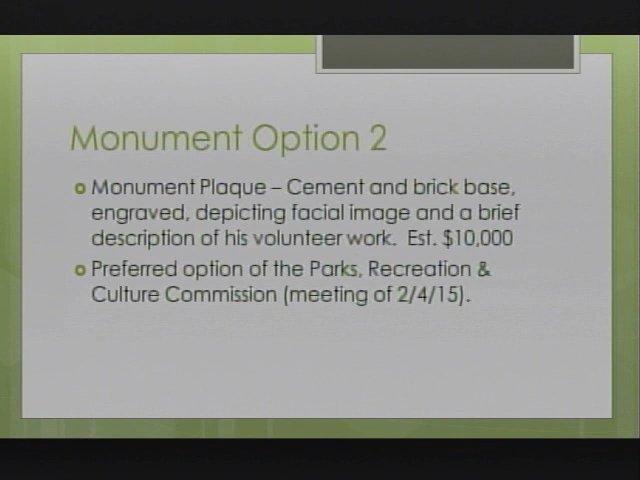 Monument Option 2
Monument Plaque – Cement and brick base,
engraved, depicting facial image and a brief
description of his volunteer work.  Est. $10,000
Preferred option of the Parks, Recreation &
Culture Commission (meeting of 2/4/15).